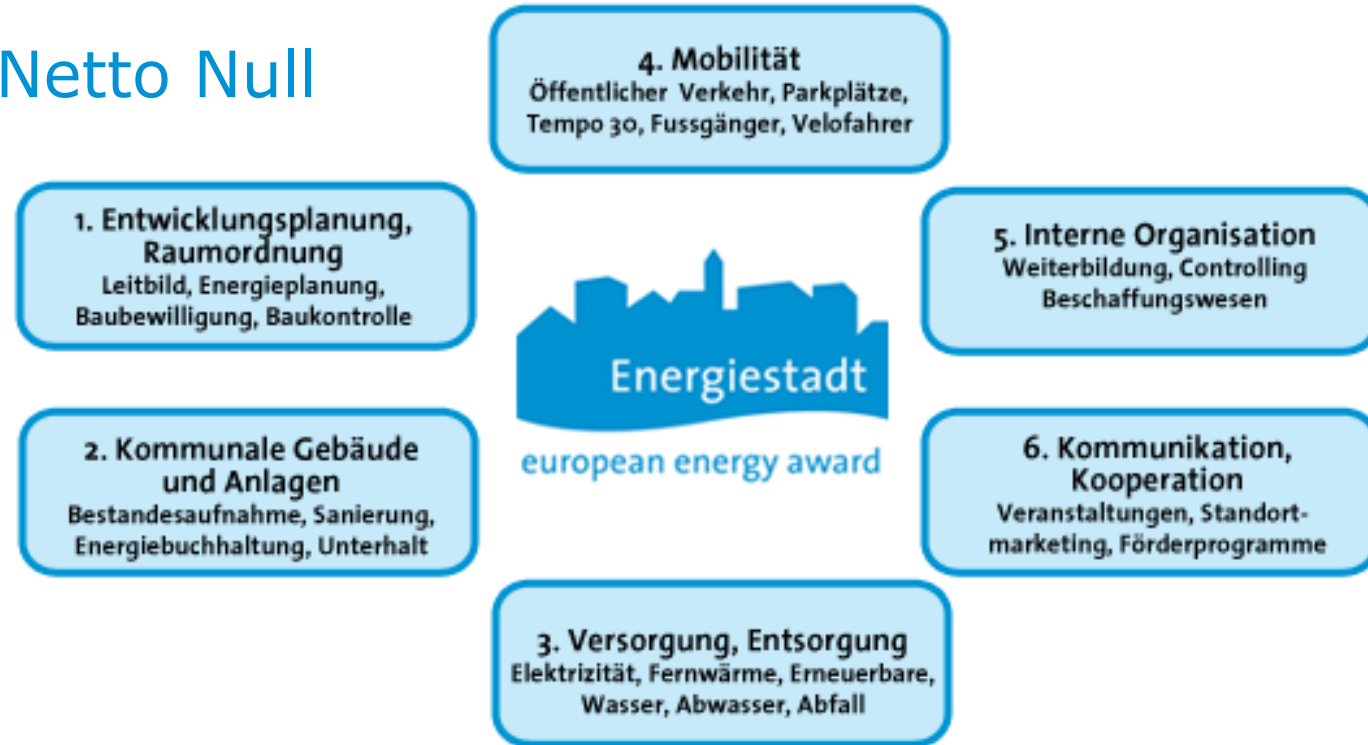 Netto Null
4. Mobilität
Öffentlicher Verkehr, Parkplätze,
Tempo 30, Fussgänger, Velofahrer
1. Entwicklungsplanung,
Raumordnung
Leitbild, Energieplanung,
Baubewilligung, Baukontrolle
5. Interne Organisation
Weiterbildung, Controlling
Beschaffungswesen
Energiestadt
european energy award
2. Kommunale Gebäude
und Anlagen
Bestandesaufnahme, Sanierung,
Energiebuchhaltung, Unterhalt
6. Kommunikation,
Kooperation
Veranstaltungen, Standort-
marketing, Förderprogramme
3. Versorgung, Entsorgung
Elektrizität, Fernwärme, Erneuerbare,
Wasser, Abwasser, Abfall